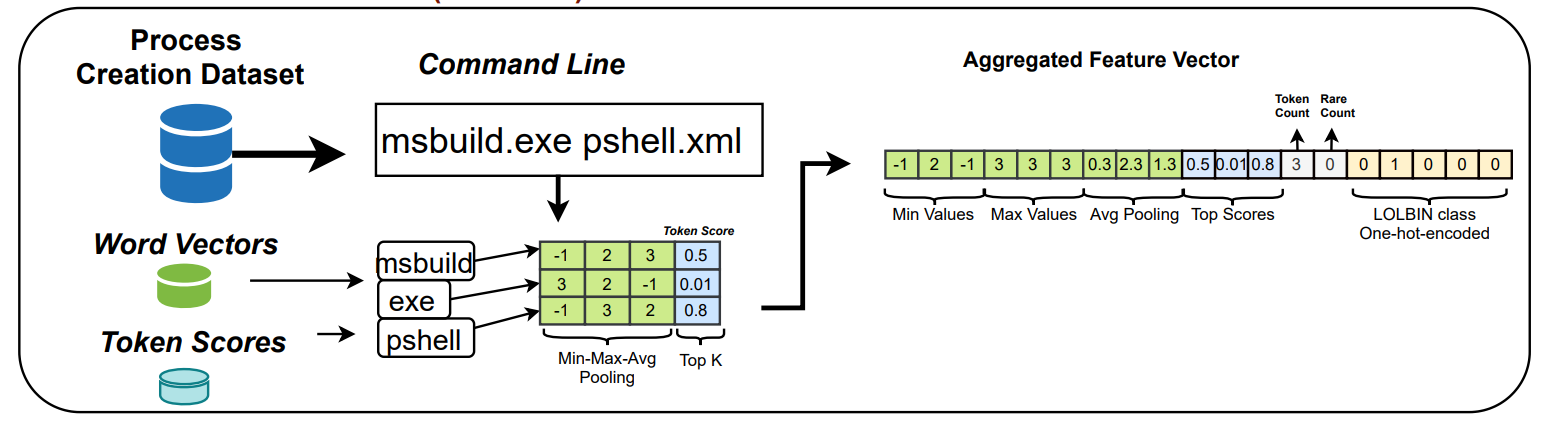 Process
Creation Dataset
Command Line
msbuild.exe pshell.xml
Word Vectors
Token Scores
msbuild
exe
pshell
Token Score
-1 2 3 0.5
3 2 -1 0.01
-1 3 2 0.8
Min-Max-Avg
Pooling
Top K
Aggregated Feature Vector
Token
Count
Rare
Count
-1 2 -1 3 3 3 0.3 2.3 1.3 0.5 0.01 0.8 3 0 0 1 0 0 0
Min Values
Max Values
Avg Pooling
Top Scores
LOLBIN class
One-hot-encoded